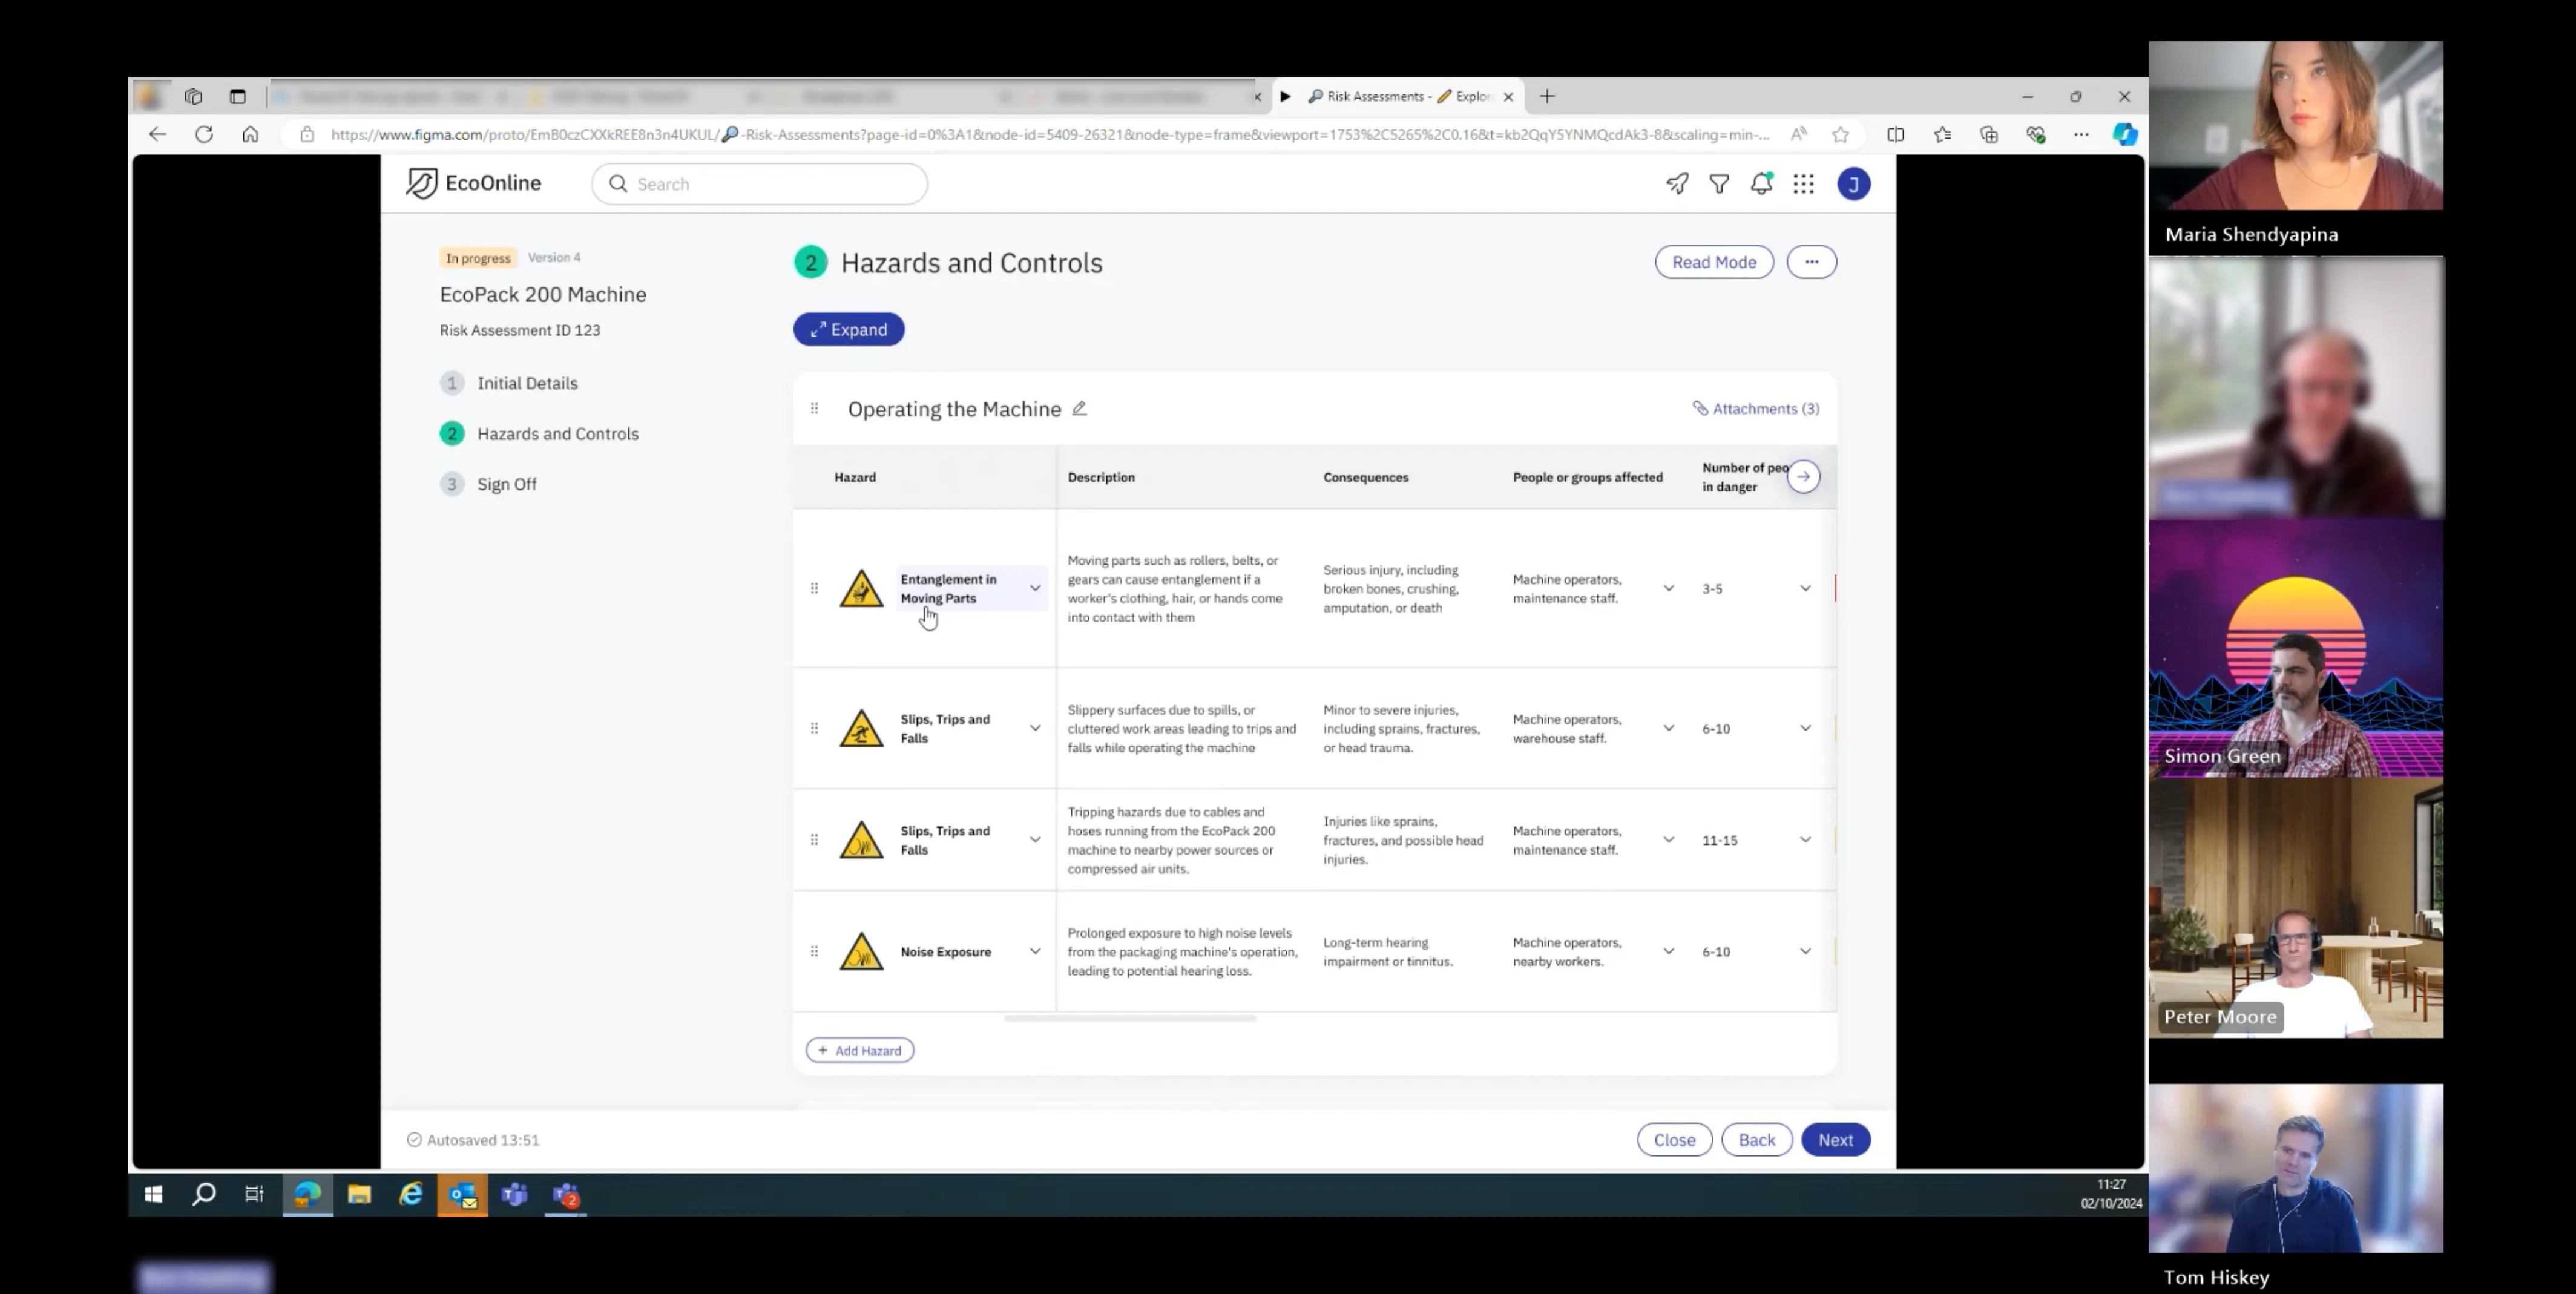 Risk Assessments - Explor
https://www.figma.com/proto/EmB0czCXXkREE8n3n4UKUL/🔎-Risk-Assessments?page-id=0%3A1&node-id=5409-26321&node-type=frame&viewport=1753%2C5265%2C0.16&t=kb2QqY5YNMQcdAk3-8&scaling=min-...
EcoOnline
Search
J
In progress Version 4
EcoPack 200 Machine
Risk Assessment ID 123
1 Initial Details
2 Hazards and Controls
3 Sign Off
2 Hazards and Controls
Read Mode
Expand
Operating the Machine
Attachments (3)
Hazard
Description
Consequences
People or groups affected
Number of peo
in danger
Entanglement in
Moving Parts
Moving parts such as rollers, belts, or
gears can cause entanglement if a
worker's clothing, hair, or hands come
into contact with them
Serious injury, including
broken bones, crushing,
amputation, or death
Machine operators,
maintenance staff.
3-5
Slips, Trips and
Falls
Slippery surfaces due to spills, or
cluttered work areas leading to trips and
falls while operating the machine
Minor to severe injuries,
including sprains, fractures,
or head trauma.
Machine operators,
warehouse staff.
6-10
Slips, Trips and
Falls
Tripping hazards due to cables and
hoses running from the EcoPack 200
machine to nearby power sources or
compressed air units.
Injuries like sprains,
fractures, and possible head
injuries.
Machine operators,
maintenance staff.
11-15
Noise Exposure
Prolonged exposure to high noise levels
from the packaging machine's operation,
leading to potential hearing loss.
Long-term hearing
impairment or tinnitus.
Machine operators,
nearby workers.
6-10
+ Add Hazard
Autosaved 13:51
Close
Back
Next
2
11:27
02/10/2024
Maria Shendyapina
Simon Green
Peter Moore
Tom Hiskey